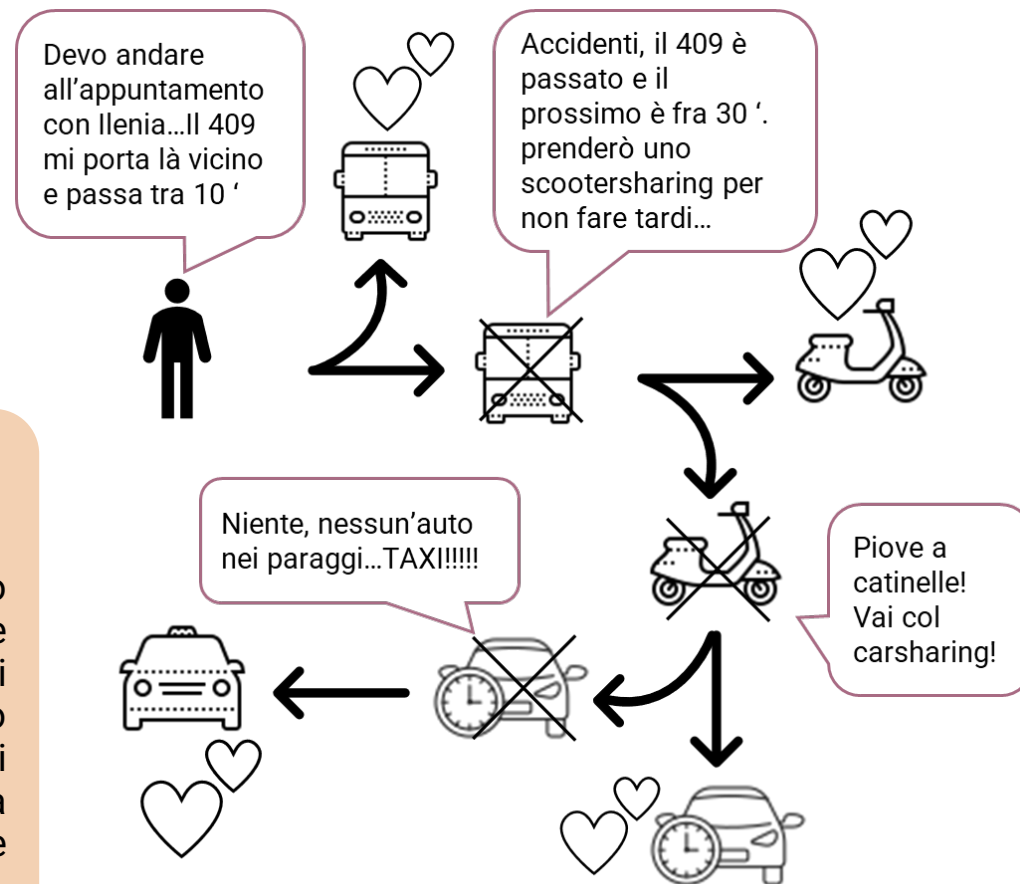 Devo andare
all'appuntamento
con Ilenia...Il 409
mi porta là vicino
e passa tra 10 ‘
Accidenti, il 409 è
passato e il
prossimo è fra 30 ‘.
prenderò uno
scootersharing per
non fare tardi...
Piove a
catinelle!
Vai col
carsharing!
Niente, nessun’auto
nei paraggi...TAXI!!!!!!
o
e
i
o
i
a
e